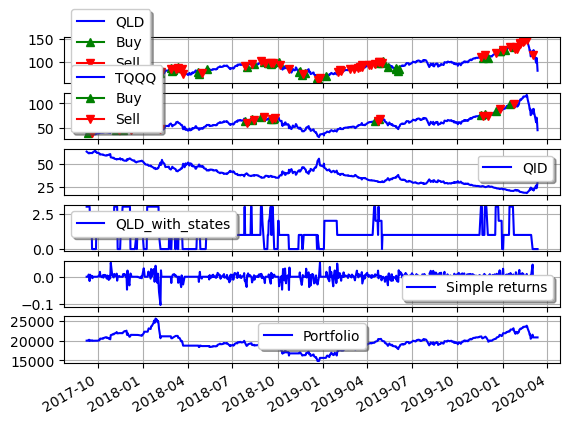 QLD
Buy
Sell
150
100
TQQQ
Buy
Sell
100
50
QID
50
25
QLD_with_states
2.5
0.0
Simple returns
0.0
−0.1
Portfolio
25000
20000
15000
2017-10
2018-01
2018-04
2018-07
2018-10
2019-01
2019-04
2019-07
2019-10
2020-01
2020-04